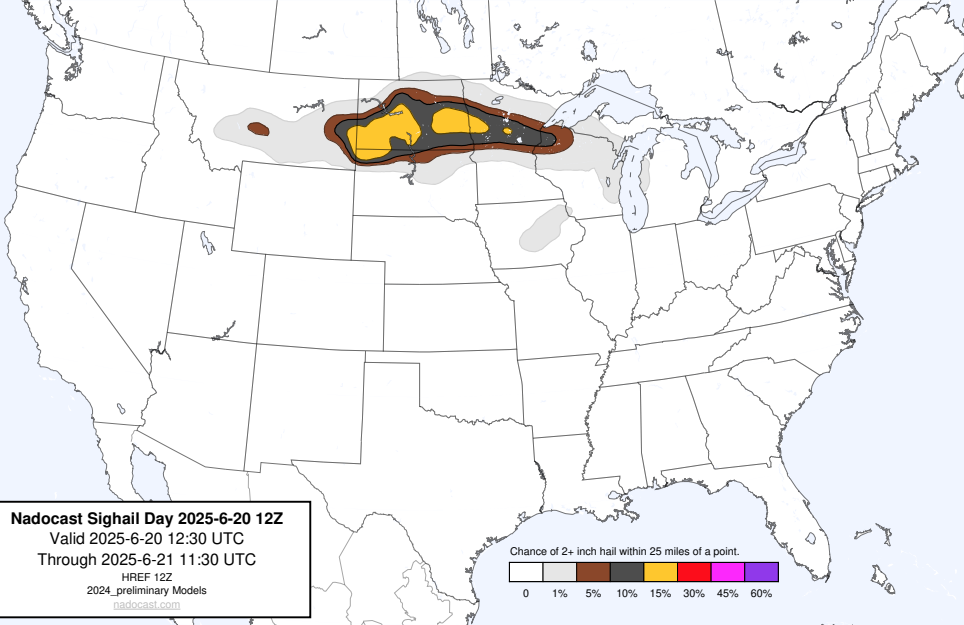 Nadocast Sighail Day 2025-6-20 12Z
Valid 2025-6-20 12:30 UTC
Through 2025-6-21 11:30 UTC
HREF 12Z
2024_preliminary Models
nadocast.com
Chance of 2+ inch hail within 25 miles of a point.
0 1% 5% 10% 15% 30% 45% 60%